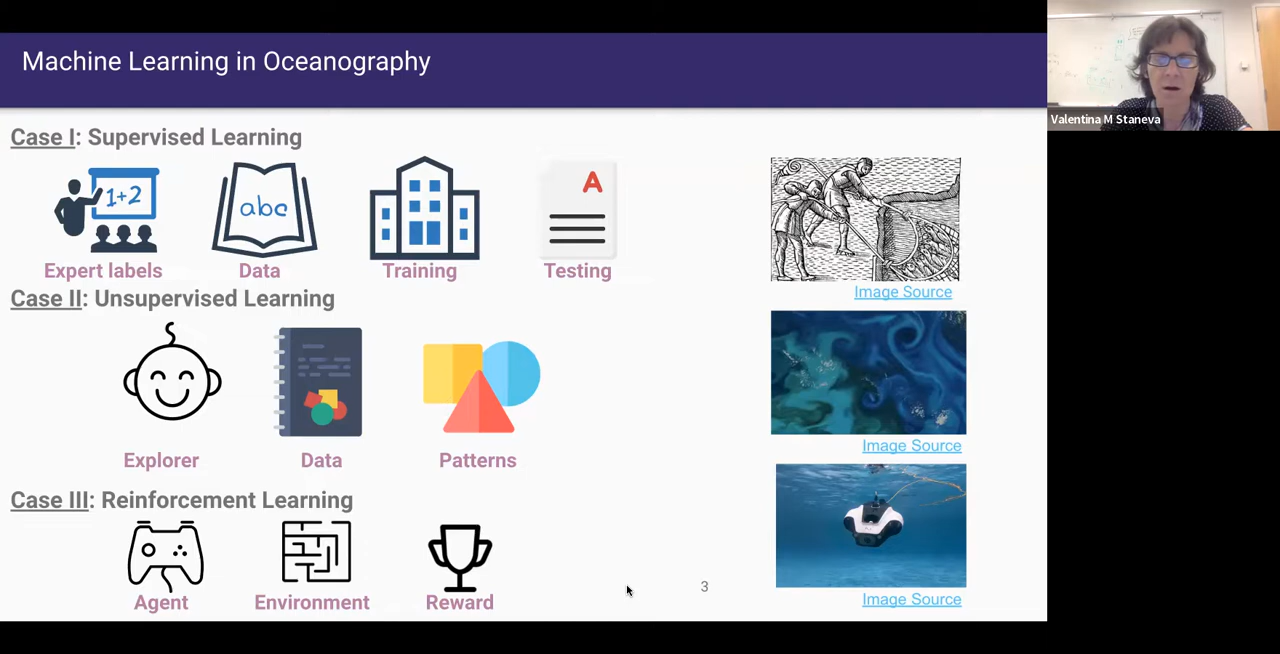 Machine Learning in Oceanography
Valentina M Staneva
Case I: Supervised Learning
1+2
abc
A
Expert labels
Data
Training
Testing
Image Source
Case II: Unsupervised Learning
Explorer
Data
Patterns
Image Source
Case III: Reinforcement Learning
Agent
Environment
Reward
3
Image Source